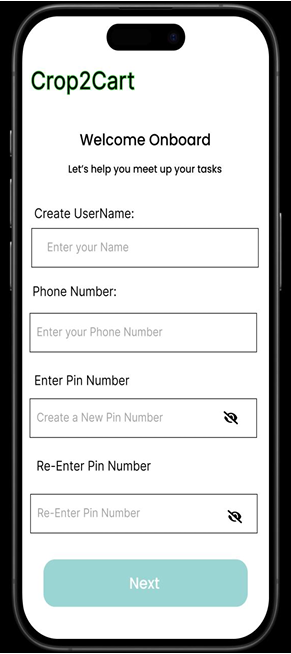 Crop2Cart
Welcome Onboard
Let's help you meet up your tasks
Create UserName:
Enter your Name
Phone Number:
Enter your Phone Number
Enter Pin Number
Create a New Pin Number
Re-Enter Pin Number
Re-Enter Pin Number
Next